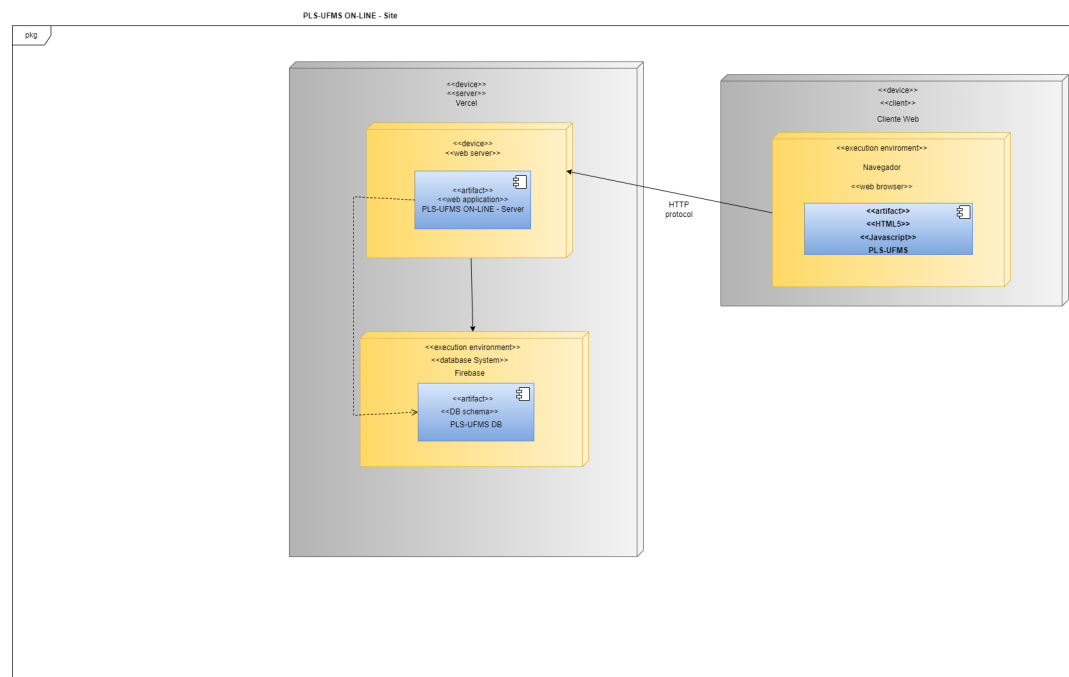 PLS-UFMS ON-LINE - Site
pkg
<<device>>
<<server>>
Vercel
<<device>>
<<web server>>
<<artifact>>
<<web application>>
PLS-UFMS ON-LINE - Server
<<execution environment>>
<<database System>>
Firebase
<<artifact>>
<<DB schema>>
PLS-UFMS DB
HTTP
protocol
<<device>>
<<client>>
Cliente Web
<<execution enviroment>>
Navegador
<<web browser>>
<<artifact>>
<<HTML5>>
<<Javascript>>
PLS-UFMS